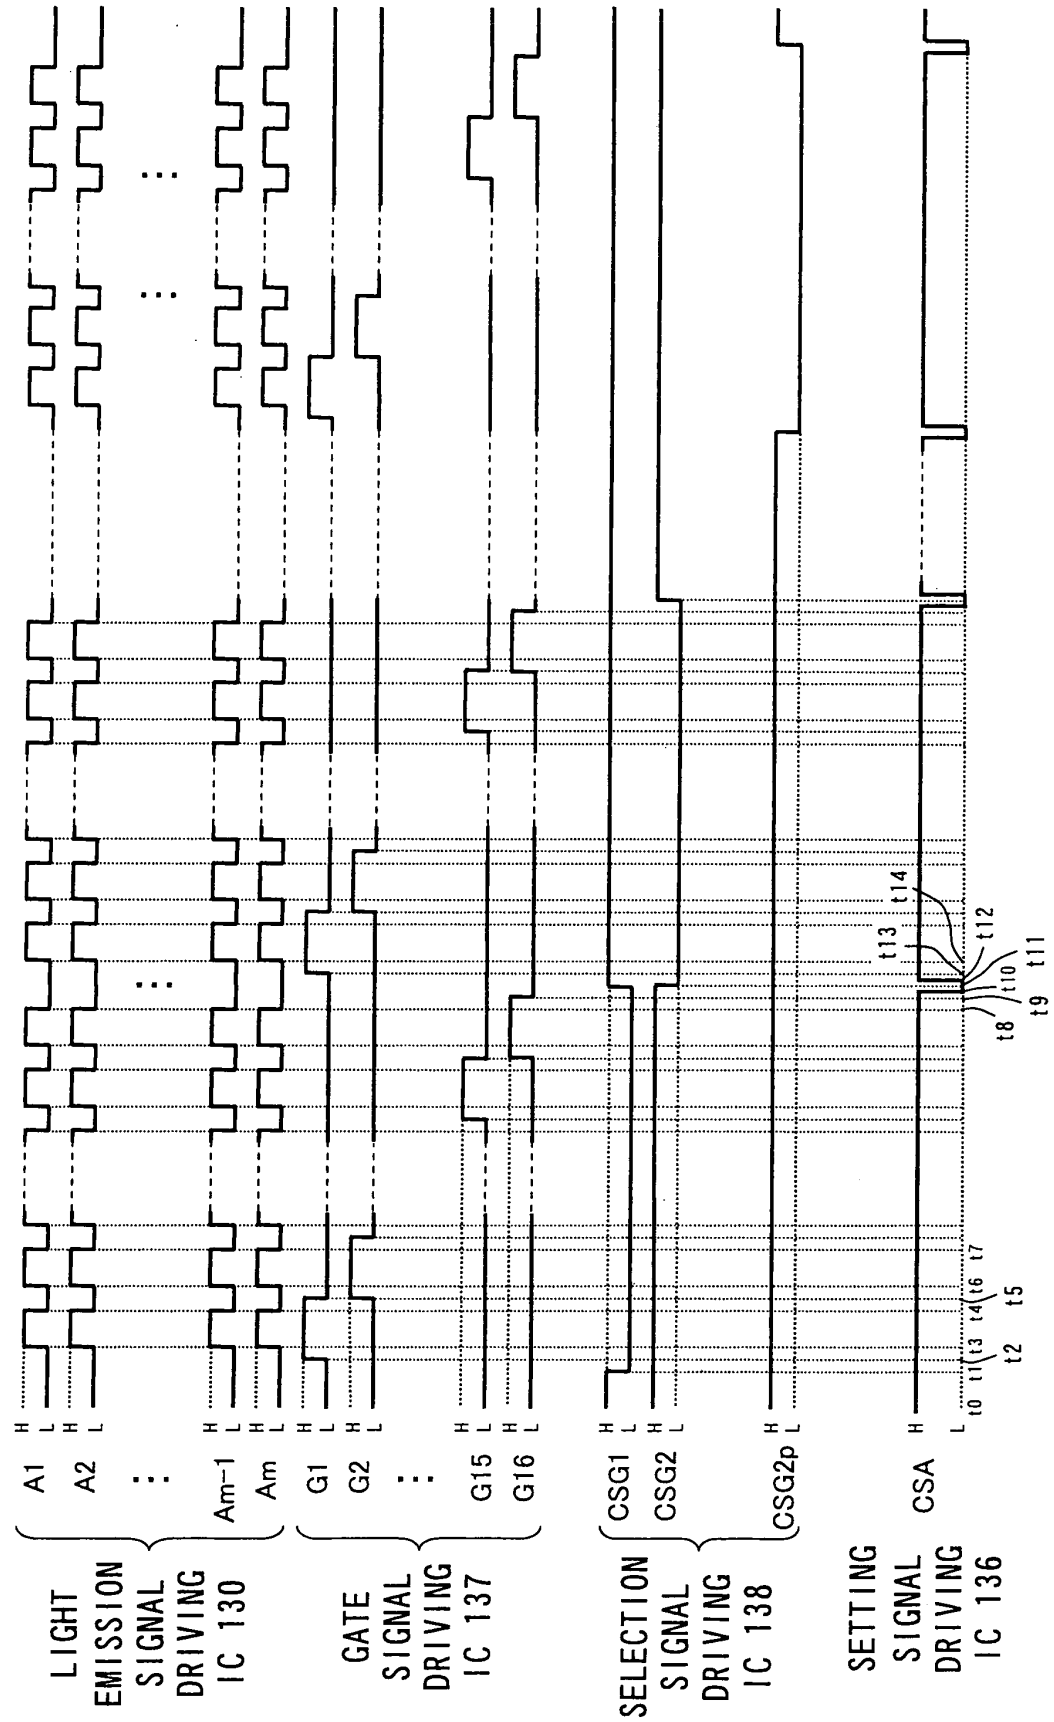 LIGHT
EMISSION
SIGNAL
DRIVING
IC 130
A1 H L
A2 H L
⋯
Am-1 H L
Am H L
GATE
SIGNAL
DRIVING
IC 137
G1 H L
G2 H L
⋯
G15 H L
G16 H L
SELECTION
SIGNAL
DRIVING
IC 138
CSG1 H L
CSG2 H L
CSG2p H L
SETTING
SIGNAL
DRIVING
IC 136
CSA H L
t0 t1 t2 t3 t4 t5 t6 t7 t8 t9 t10 t11 t12 t13 t14